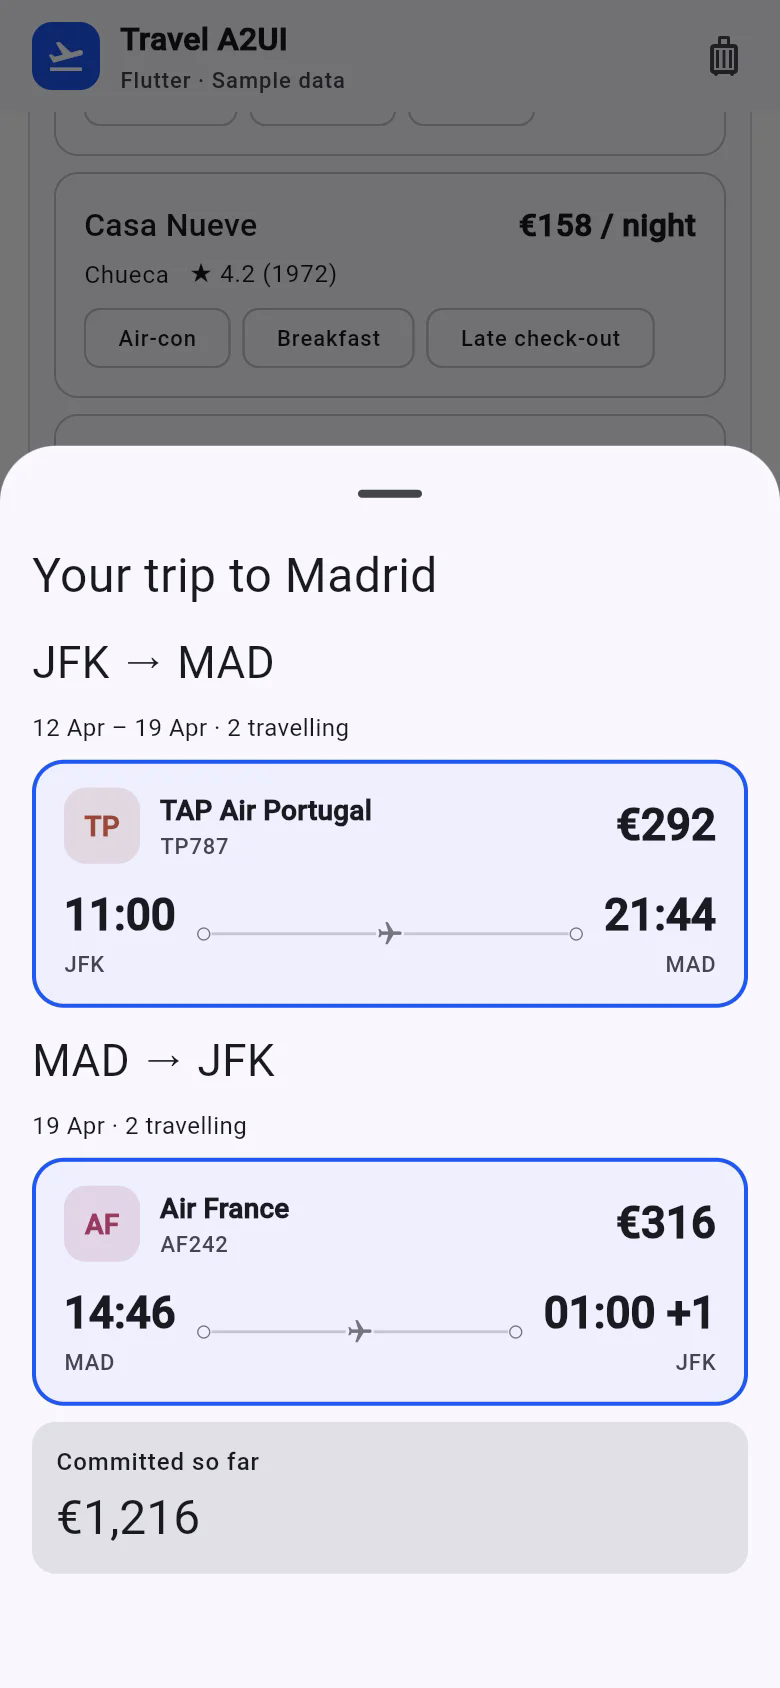 Travel A2UI
Flutter · Sample data
Casa Nueve
€158 / night
Chueca ★ 4.2 (1972)
Air-con
Breakfast
Late check-out
Your trip to Madrid
JFK → MAD
12 Apr – 19 Apr · 2 travelling
TP
TAP Air Portugal
TP787
€292
11:00
21:44
JFK
MAD
MAD → JFK
19 Apr · 2 travelling
AF
Air France
AF242
€316
14:46
01:00 +1
MAD
JFK
Committed so far
€1,216